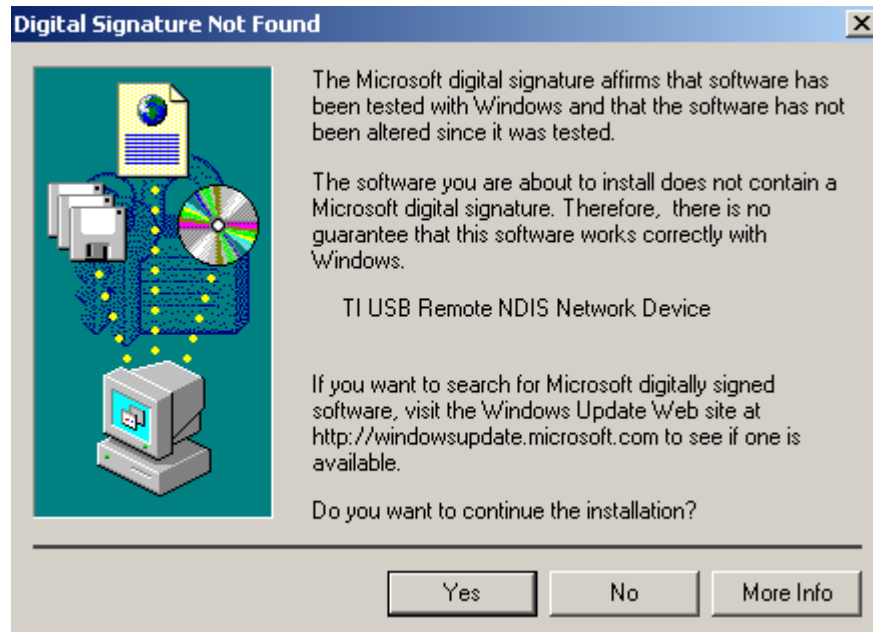 Digital Signature Not Found
The Microsoft digital signature affirms that software has
been tested with Windows and that the software has not
been altered since it was tested.
The software you are about to install does not contain a
Microsoft digital signature. Therefore,  there is no
guarantee that this software works correctly with
Windows.
TI USB Remote NDIS Network Device
If you want to search for Microsoft digitally signed
software, visit the Windows Update Web site at
http://windowsupdate.microsoft.com to see if one is
available.
Do you want to continue the installation?
Yes
No
More Info